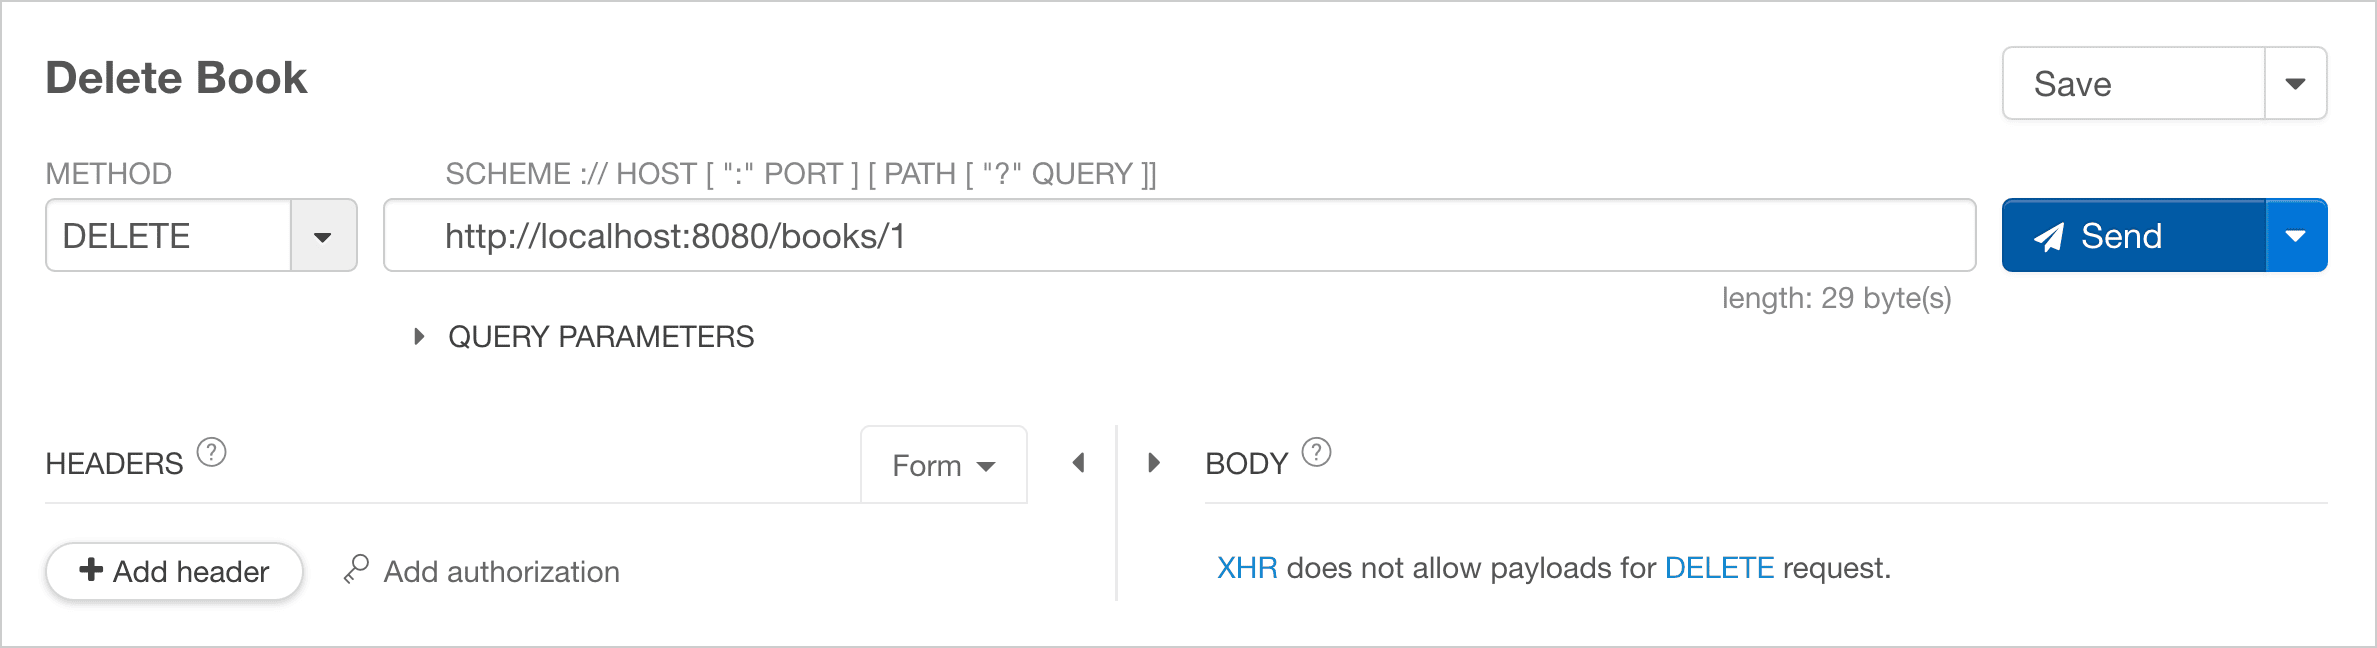 Delete Book
Save
METHOD
SCHEME :// HOST [ ":" PORT ] [ PATH [ "?" QUERY ]]
DELETE
http://localhost:8080/books/1
Send
length: 29 byte(s)
QUERY PARAMETERS
HEADERS ?
Form
BODY ?
Add header
Add authorization
XHR does not allow payloads for DELETE request.